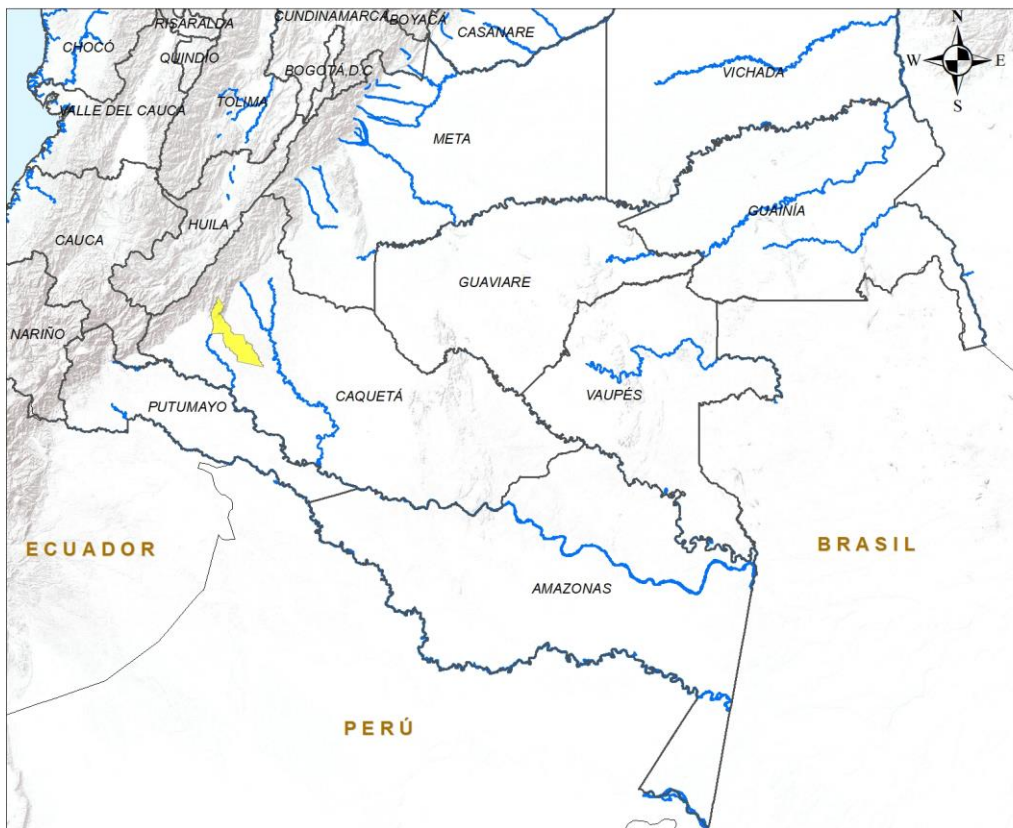 CUNDINAMARCA
BOYACÁ
RISARALDA
CASANARE
N
CHOCÓ
QUINDÍO
BOGOTÁ,D.C
VICHADA
W
E
S
VALLE DEL CAUCA
TOLIMA
META
GUAINÍA
HUILA
CAUCA
GUAVIARE
NARIÑO
CAQUETÁ
VAUPÉS
PUTUMAYO
ECUADOR
BRASIL
AMAZONAS
PERÚ